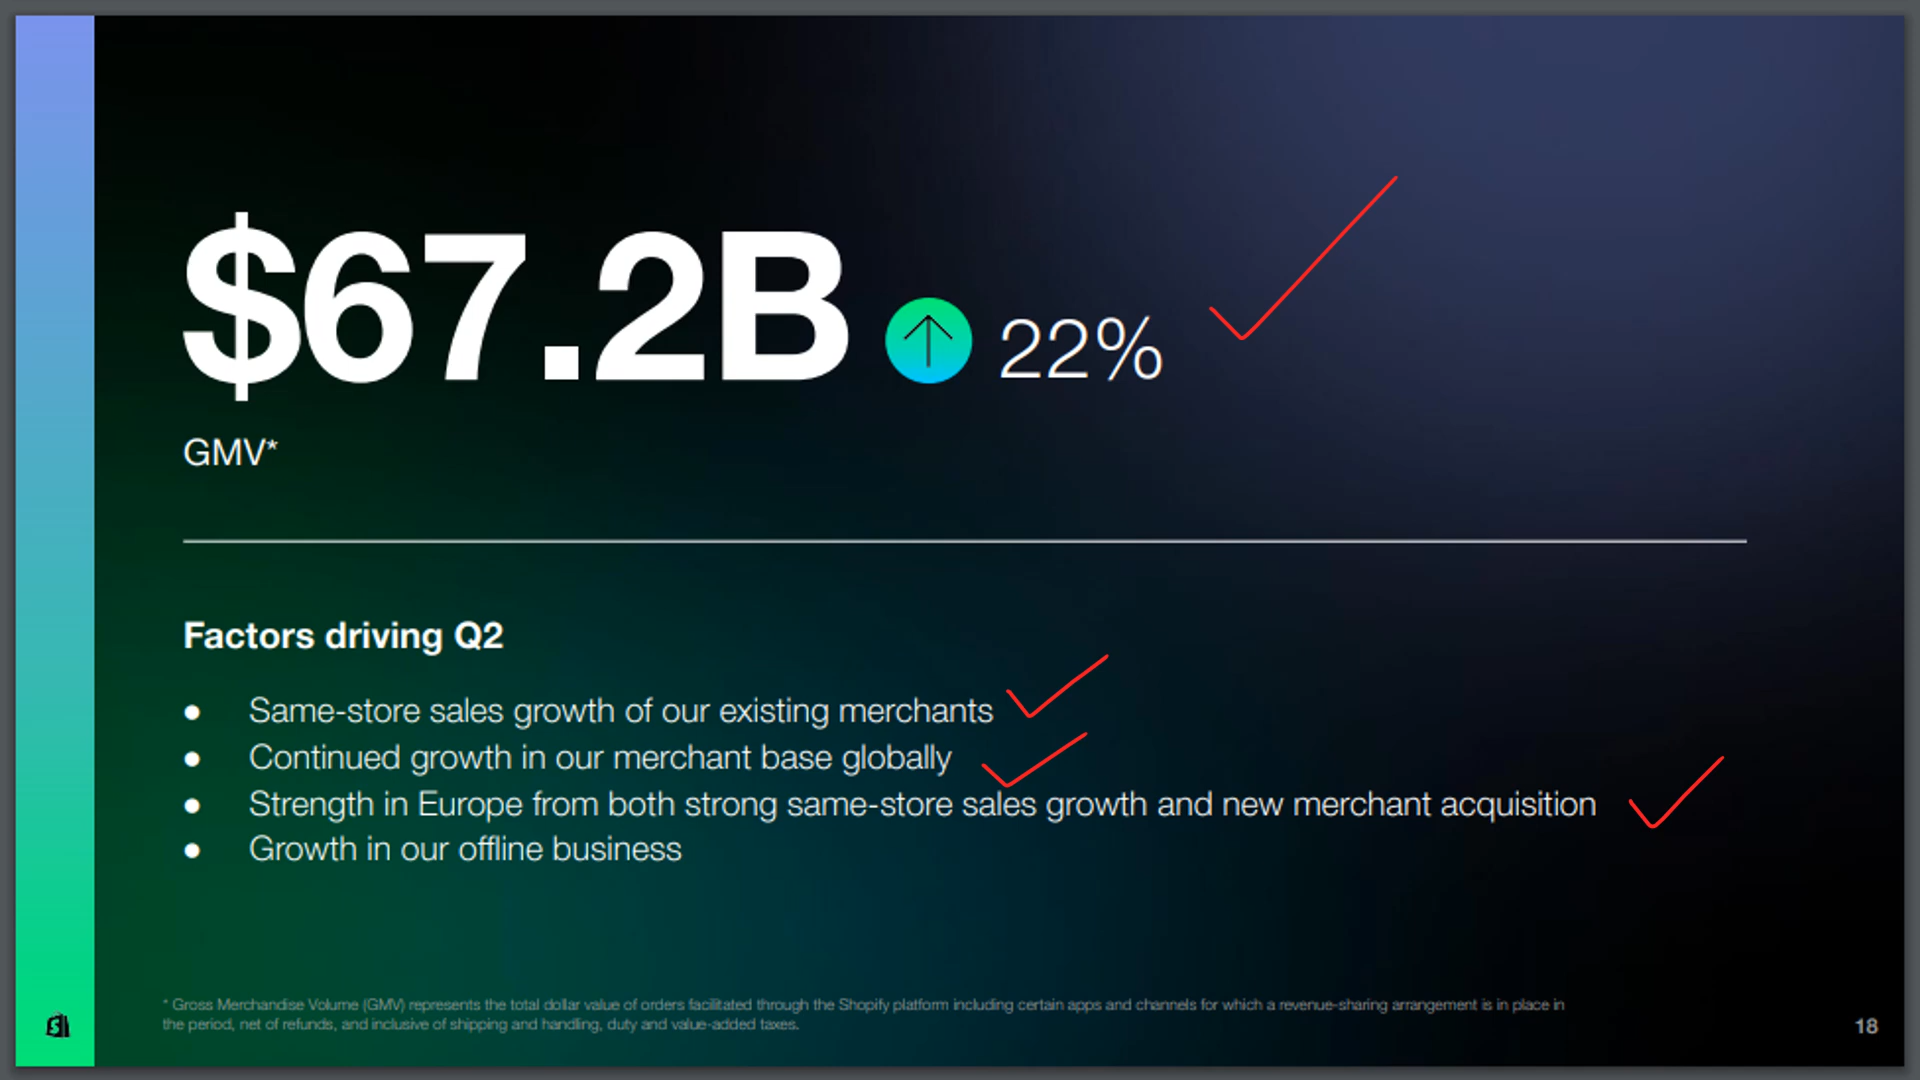 $67.2B 22%
GMV*
Factors driving Q2
● Same-store sales growth of our existing merchants
● Continued growth in our merchant base globally
● Strength in Europe from both strong same-store sales growth and new merchant acquisition
● Growth in our offline business
* Gross Merchandise Volume (GMV) represents the total dollar value of orders facilitated through the Shopify platform including certain apps and channels for which a revenue-sharing arrangement is in place in
the period, net of refunds, and inclusive of shipping and handling, duty and value-added taxes.
18